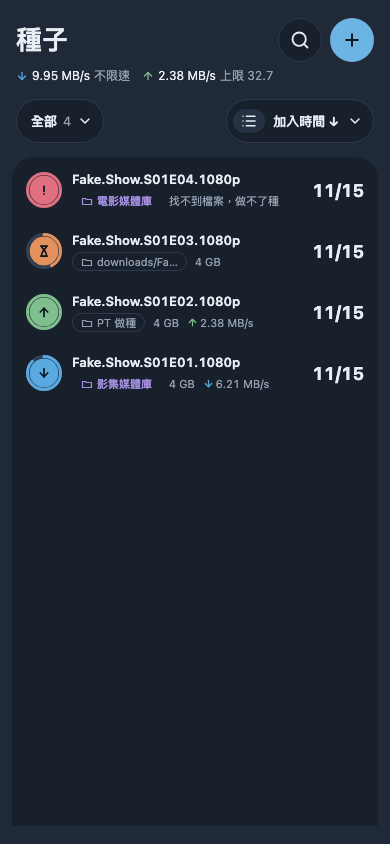 種子
↓ 9.95 MB/s 不限速 ↑ 2.38 MB/s 上限 32.7
全部 4 加入時間 ↓
Fake.Show.S01E04.1080p 11/15
電影媒體庫 找不到檔案，做不了種
Fake.Show.S01E03.1080p 11/15
downloads/Fa... 4 GB
Fake.Show.S01E02.1080p 11/15
PT 做種 4 GB ↑ 2.38 MB/s
Fake.Show.S01E01.1080p 11/15
影集媒體庫 4 GB ↓ 6.21 MB/s